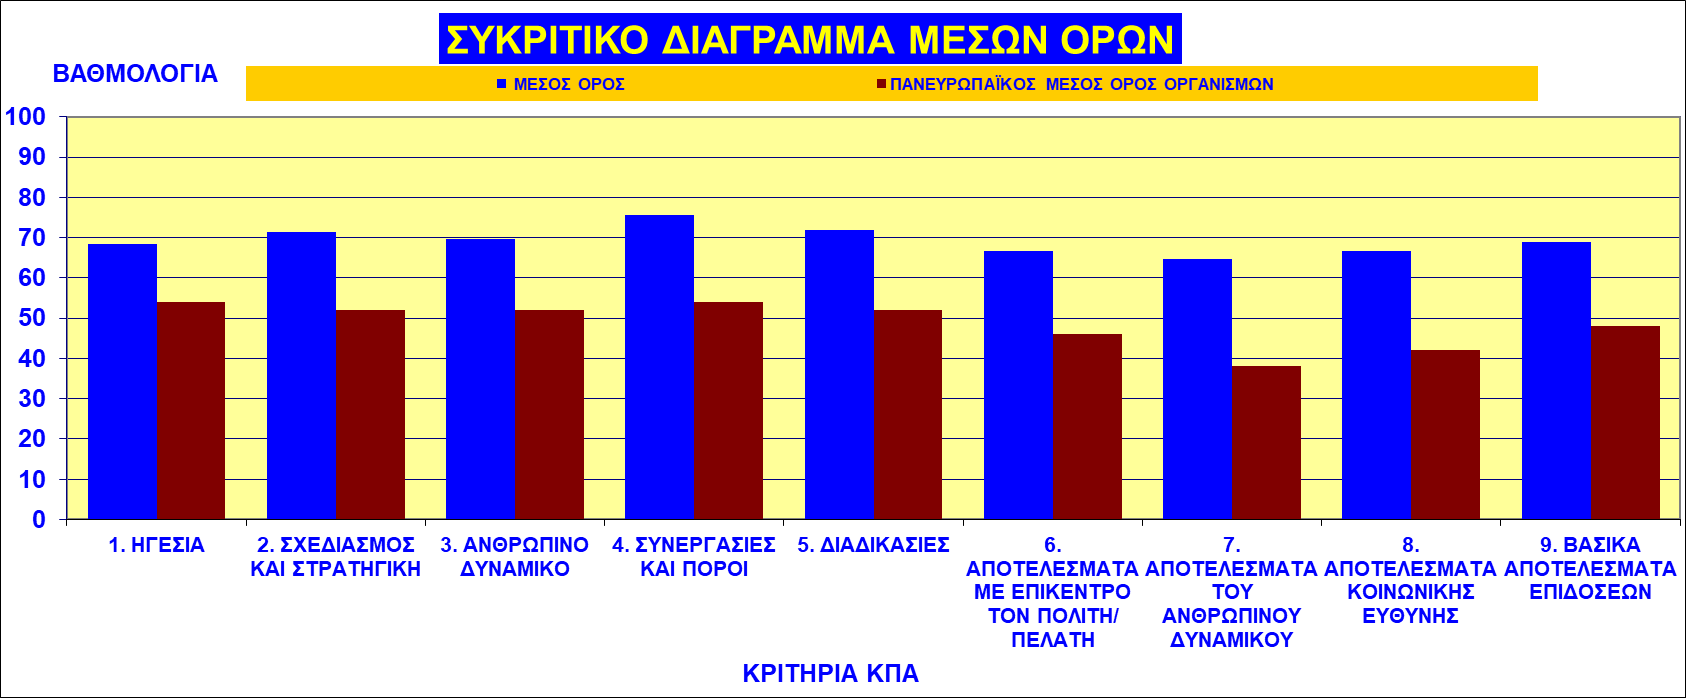 ΣΥΚΡΙΤΙΚΟ ΔΙΑΓΡΑΜΜΑ ΜΕΣΩΝ ΟΡΩΝ
ΒΑΘΜΟΛΟΓΙΑ
ΜΕΣΟΣ ΟΡΟΣ
ΠΑΝΕΥΡΩΠΑΪΚΟΣ ΜΕΣΟΣ ΟΡΟΣ ΟΡΓΑΝΙΣΜΩΝ
100
90
80
70
60
50
40
30
20
10
0
1. ΗΓΕΣΙΑ
2. ΣΧΕΔΙΑΣΜΟΣ
ΚΑΙ ΣΤΡΑΤΗΓΙΚΗ
3. ΑΝΘΡΩΠΙΝΟ
ΔΥΝΑΜΙΚΟ
4. ΣΥΝΕΡΓΑΣΙΕΣ
ΚΑΙ ΠΟΡΟΙ
5. ΔΙΑΔΙΚΑΣΙΕΣ
6.
ΑΠΟΤΕΛΕΣΜΑΤΑ
ΜΕ ΕΠΙΚΕΝΤΡΟ
ΤΟΝ ΠΟΛΙΤΗ/
ΠΕΛΑΤΗ
7.
ΑΠΟΤΕΛΕΣΜΑΤΑ
ΤΟΥ
ΑΝΘΡΩΠΙΝΟΥ
ΔΥΝΑΜΙΚΟΥ
8.
ΑΠΟΤΕΛΕΣΜΑΤΑ
ΚΟΙΝΩΝΙΚΗΣ
ΕΥΘΥΝΗΣ
9. ΒΑΣΙΚΑ
ΑΠΟΤΕΛΕΣΜΑΤΑ
ΕΠΙΔΟΣΕΩΝ
ΚΡΙΤΗΡΙΑ ΚΠΑ